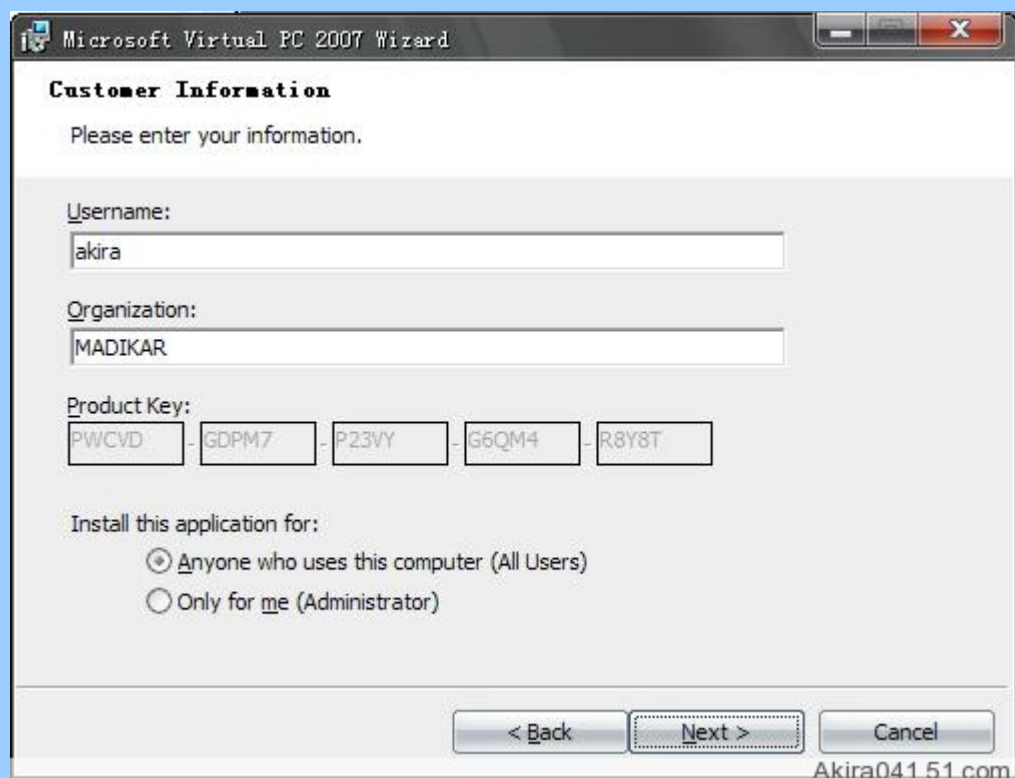 Microsoft Virtual PC 2007 Wizard
Customer Information
Please enter your information.
Username:
akira
Organization:
MADIKAR
Product Key:
PWCVD - GDPM7 - P23VY - G6QM4 - R8Y8T
Install this application for:
Anyone who uses this computer (All Users)
Only for me (Administrator)
< Back Next > Cancel
Akira041.51.com